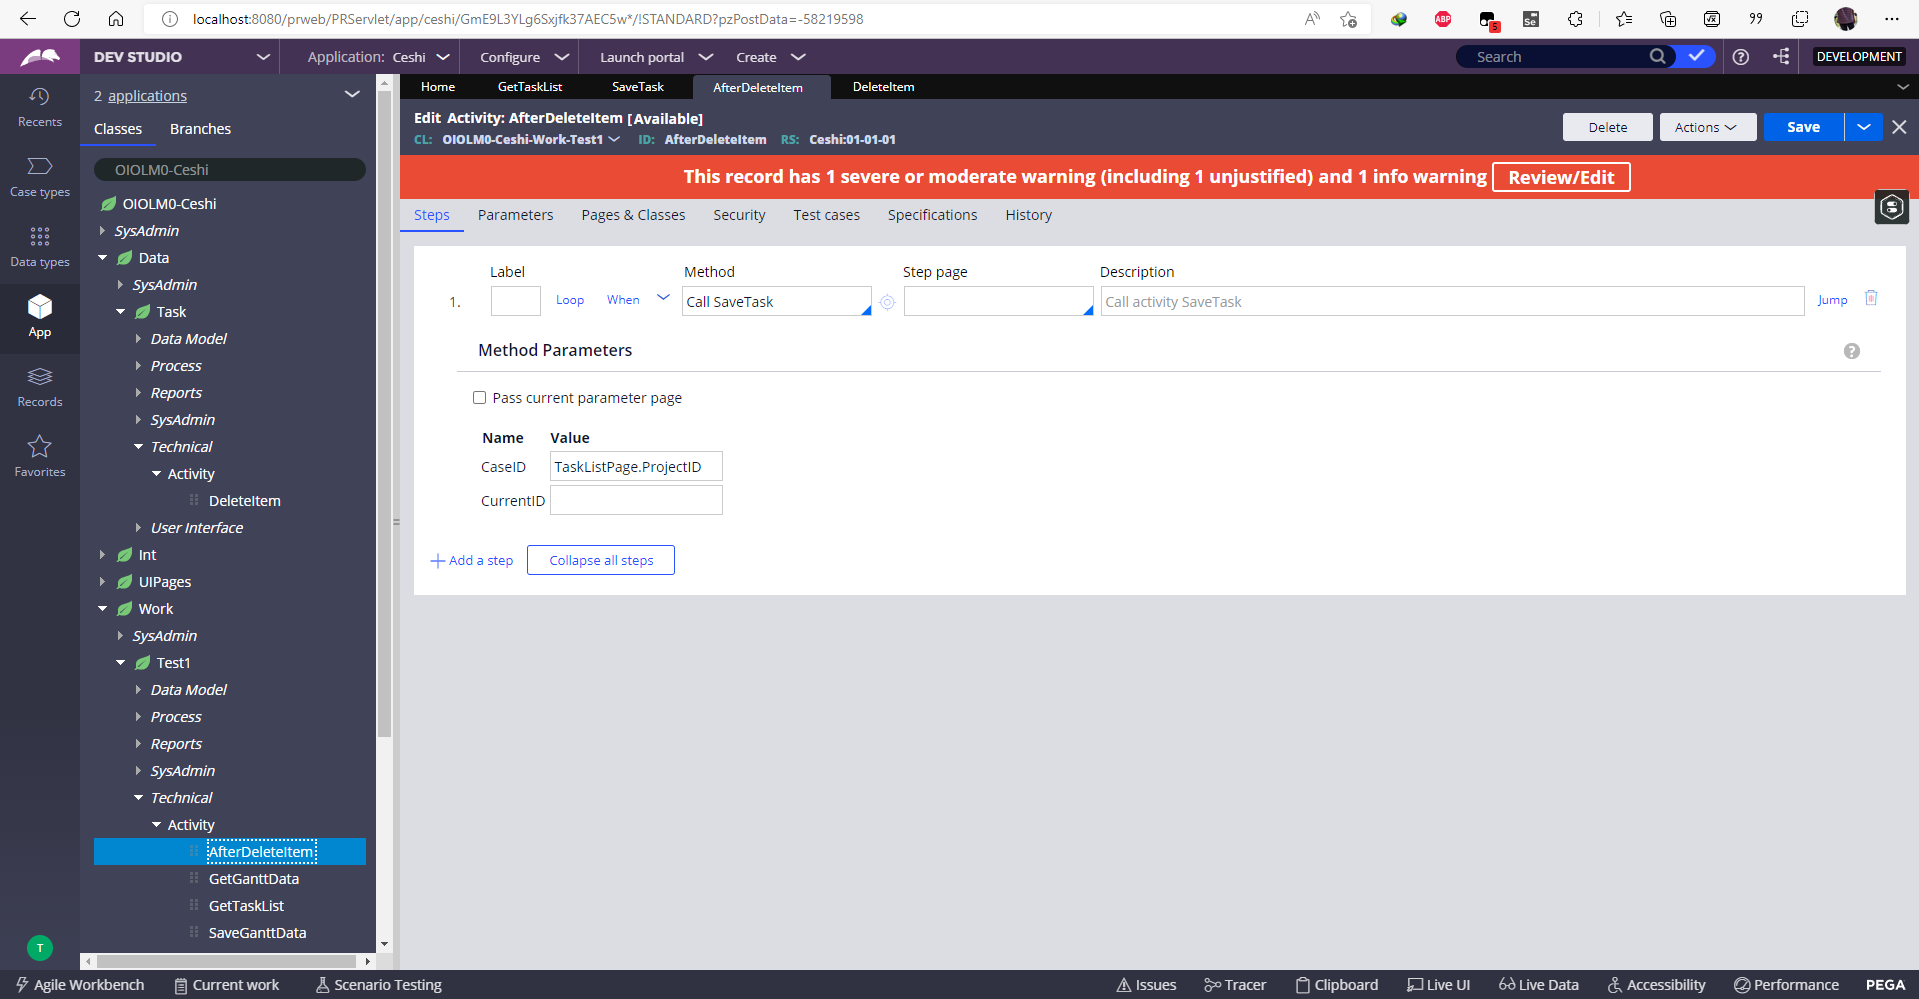 localhost:8080/prweb/PRServlet/app/ceshi/GmE9L3YLg6Sxjfk37AEC5w*/!STANDARD?pzPostData=-58219598
ABP
5
Se
DEV STUDIO
Application: Ceshi
Configure
Launch portal
Create
Search
DEVELOPMENT
Recents
Case types
Data types
App
Records
Favorites
T
2 applications
Classes
Branches
OIOLM0-Ceshi
OIOLM0-Ceshi
SysAdmin
Data
SysAdmin
Task
Data Model
Process
Reports
SysAdmin
Technical
Activity
DeleteItem
User Interface
Int
UIPages
Work
SysAdmin
Test1
Data Model
Process
Reports
SysAdmin
Technical
Activity
AfterDeleteItem
GetGanttData
GetTaskList
SaveGanttData
Home
GetTaskList
SaveTask
AfterDeleteItem
DeleteItem
Edit Activity: AfterDeleteItem [Available]
CL: OIOLM0-Ceshi-Work-Test1 ID: AfterDeleteItem RS: Ceshi:01-01-01
Delete
Actions
Save
This record has 1 severe or moderate warning (including 1 unjustified) and 1 info warning Review/Edit
Steps
Parameters
Pages & Classes
Security
Test cases
Specifications
History
Label
Method
Step page
Description
1.
Loop
When
Call SaveTask
Call activity SaveTask
Jump
Method Parameters
Pass current parameter page
Name Value
CaseID TaskListPage.ProjectID
CurrentID
Add a step
Collapse all steps
Agile Workbench
Current work
Scenario Testing
Issues
Tracer
Clipboard
Live UI
Live Data
Accessibility
Performance
PEGA